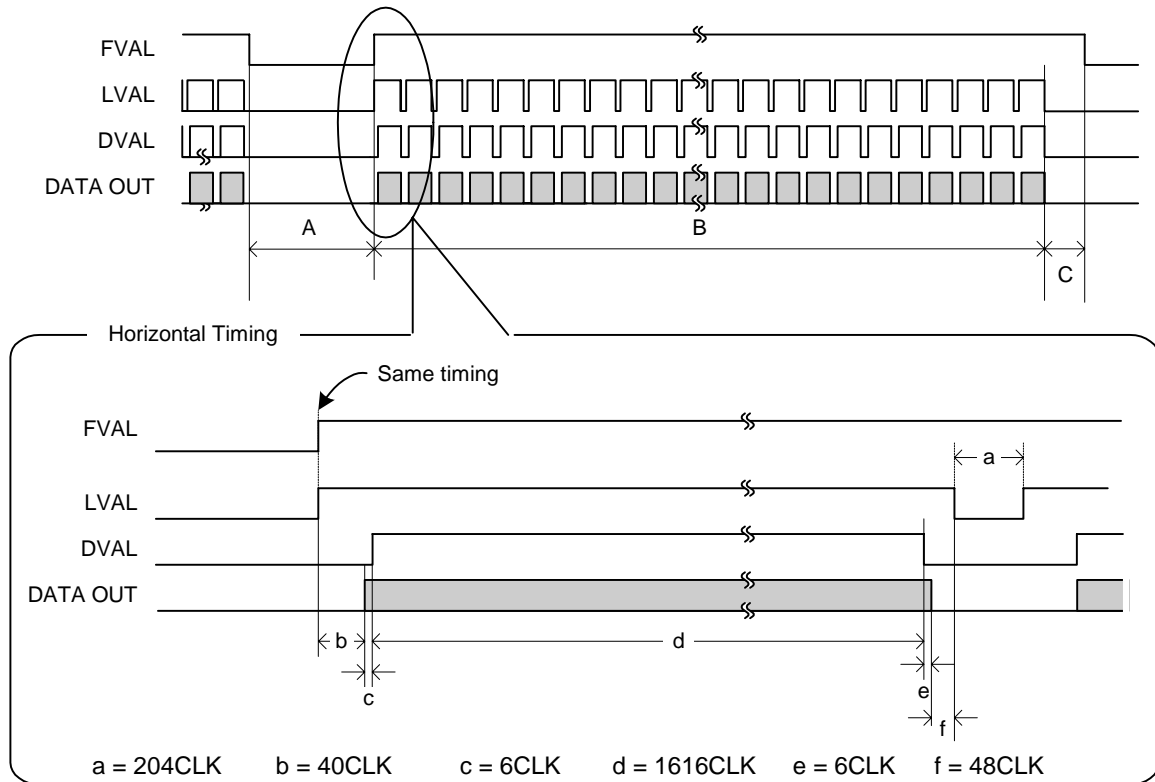 FVAL
LVAL
DVAL
DATA OUT
A
B
C
Horizontal Timing
Same timing
FVAL
a
LVAL
DVAL
DATA OUT
b
d
c
e
f
a = 204CLK b = 40CLK c = 6CLK d = 1616CLK e = 6CLK f = 48CLK